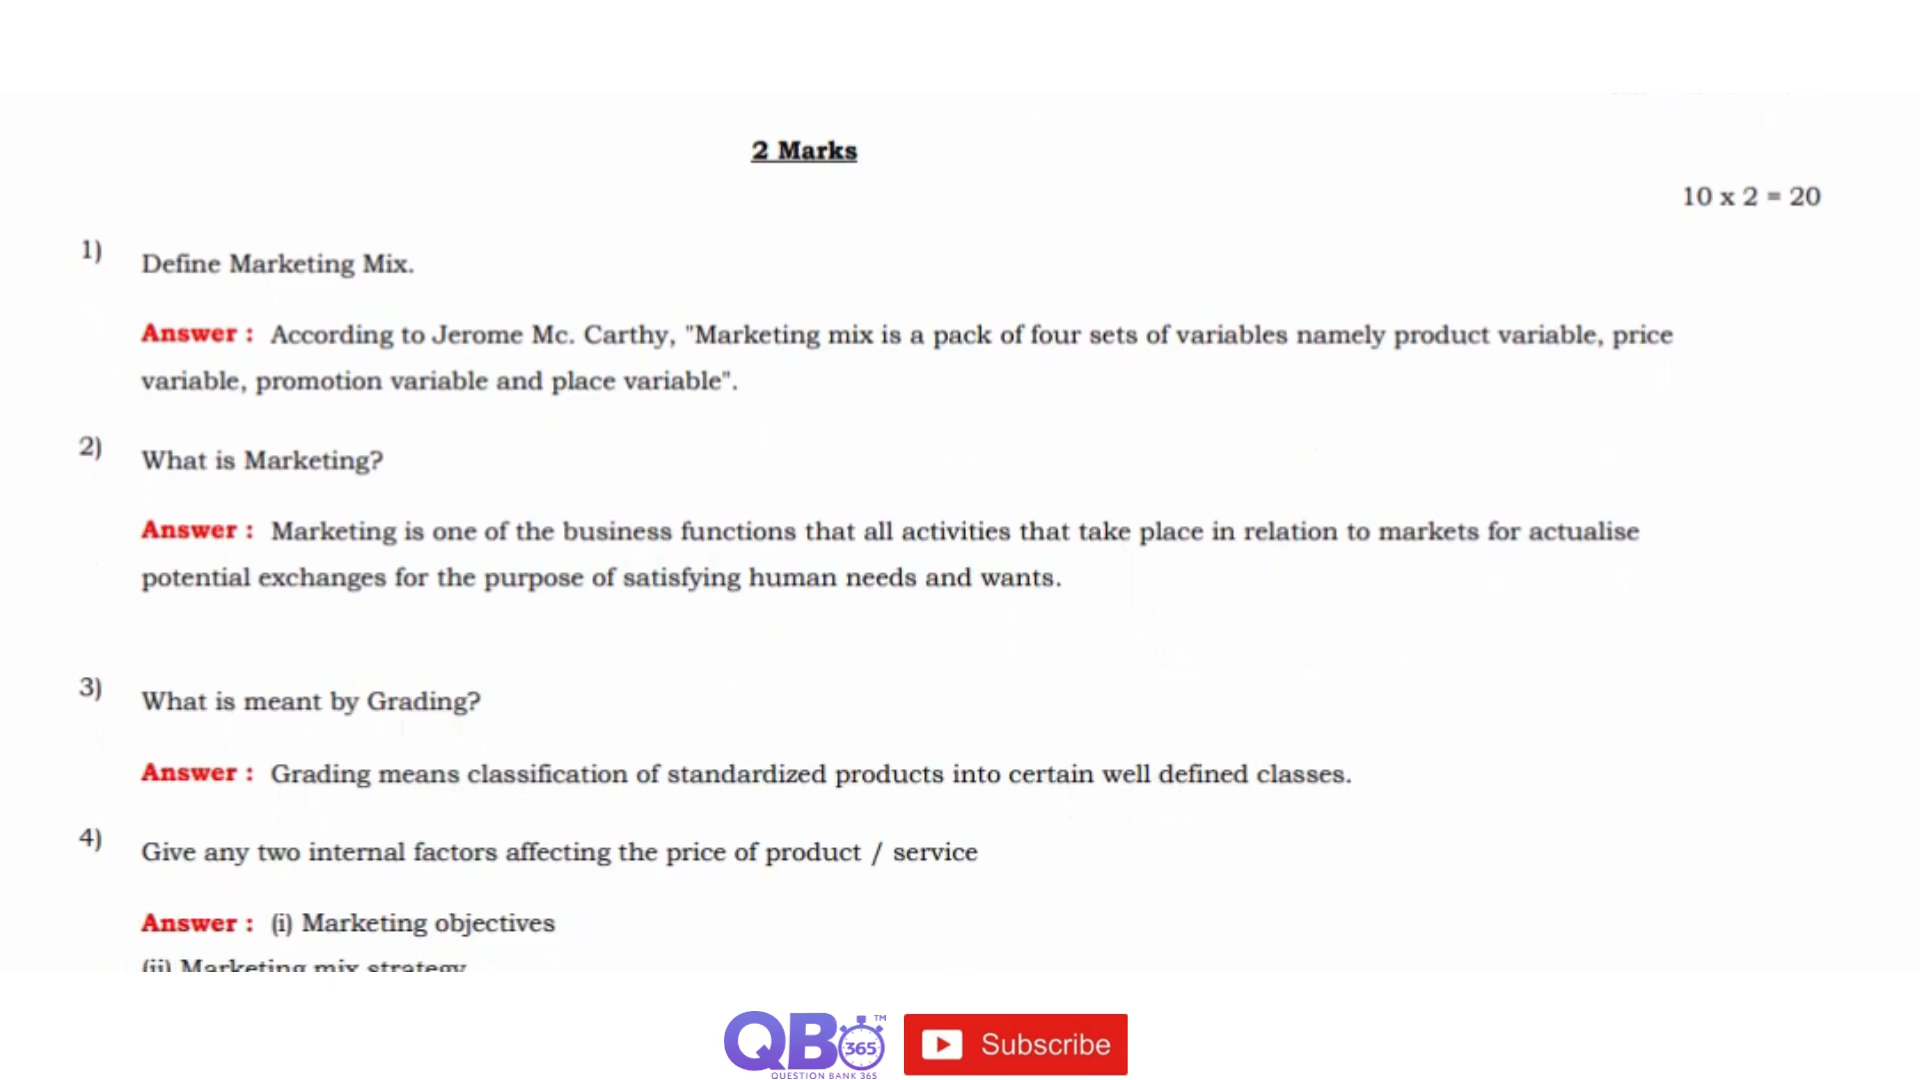 2 Marks
10 x 2 = 20
1) Define Marketing Mix.
Answer : According to Jerome Mc. Carthy, "Marketing mix is a pack of four sets of variables namely product variable, price
variable, promotion variable and place variable".
2) What is Marketing?
Answer : Marketing is one of the business functions that all activities that take place in relation to markets for actualise
potential exchanges for the purpose of satisfying human needs and wants.
3) What is meant by Grading?
Answer : Grading means classification of standardized products into certain well defined classes.
4) Give any two internal factors affecting the price of product / service
Answer : (i) Marketing objectives
(ii) Marketing mix strategy
QB365 ™
QUESTION BANK 365
Subscribe